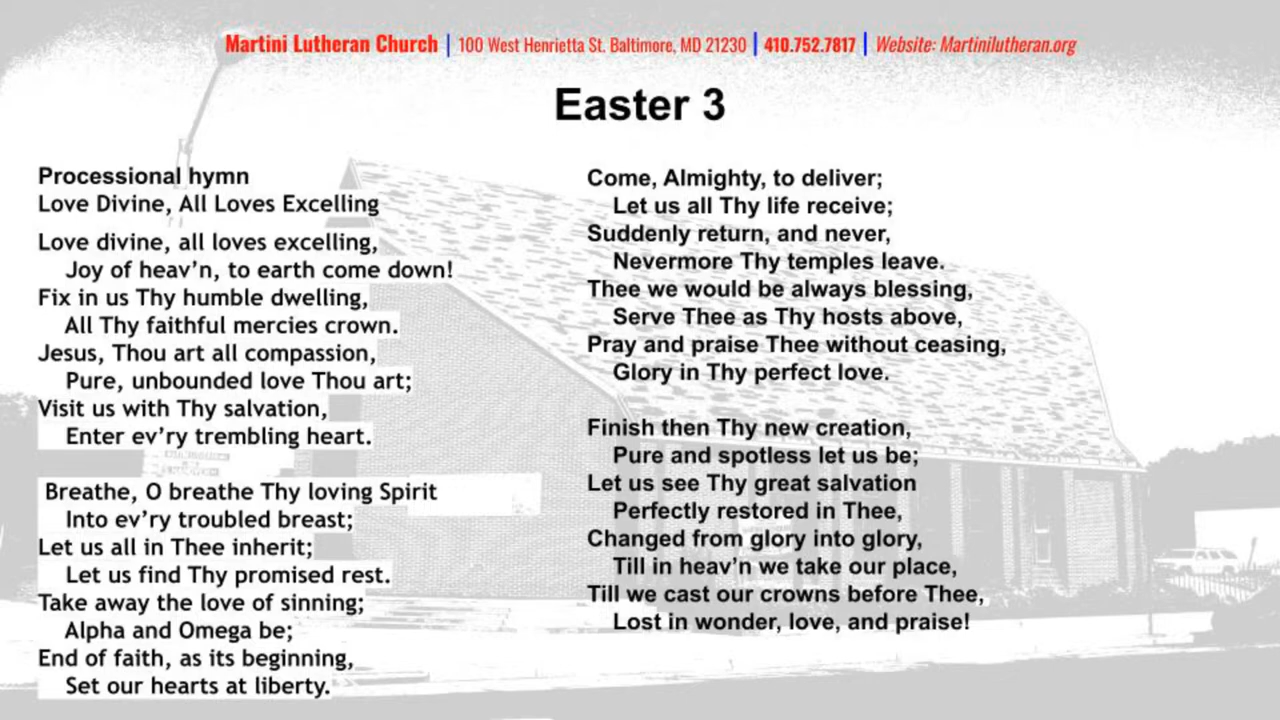 Martini Lutheran Church | 100 West Henrietta St. Baltimore, MD 21230 | 410.752.7817 | Website: Martinilutheran.org
Easter 3
Processional hymn
Love Divine, All Loves Excelling
Love divine, all loves excelling,
Joy of heav’n, to earth come down!
Fix in us Thy humble dwelling,
All Thy faithful mercies crown.
Jesus, Thou art all compassion,
Pure, unbounded love Thou art;
Visit us with Thy salvation,
Enter ev’ry trembling heart.
Breathe, O breathe Thy loving Spirit
Into ev’ry troubled breast;
Let us all in Thee inherit;
Let us find Thy promised rest.
Take away the love of sinning;
Alpha and Omega be;
End of faith, as its beginning,
Set our hearts at liberty.
Come, Almighty, to deliver;
Let us all Thy life receive;
Suddenly return, and never,
Nevermore Thy temples leave.
Thee we would be always blessing,
Serve Thee as Thy hosts above,
Pray and praise Thee without ceasing,
Glory in Thy perfect love.
Finish then Thy new creation,
Pure and spotless let us be;
Let us see Thy great salvation
Perfectly restored in Thee,
Changed from glory into glory,
Till in heav’n we take our place,
Till we cast our crowns before Thee,
Lost in wonder, love, and praise!